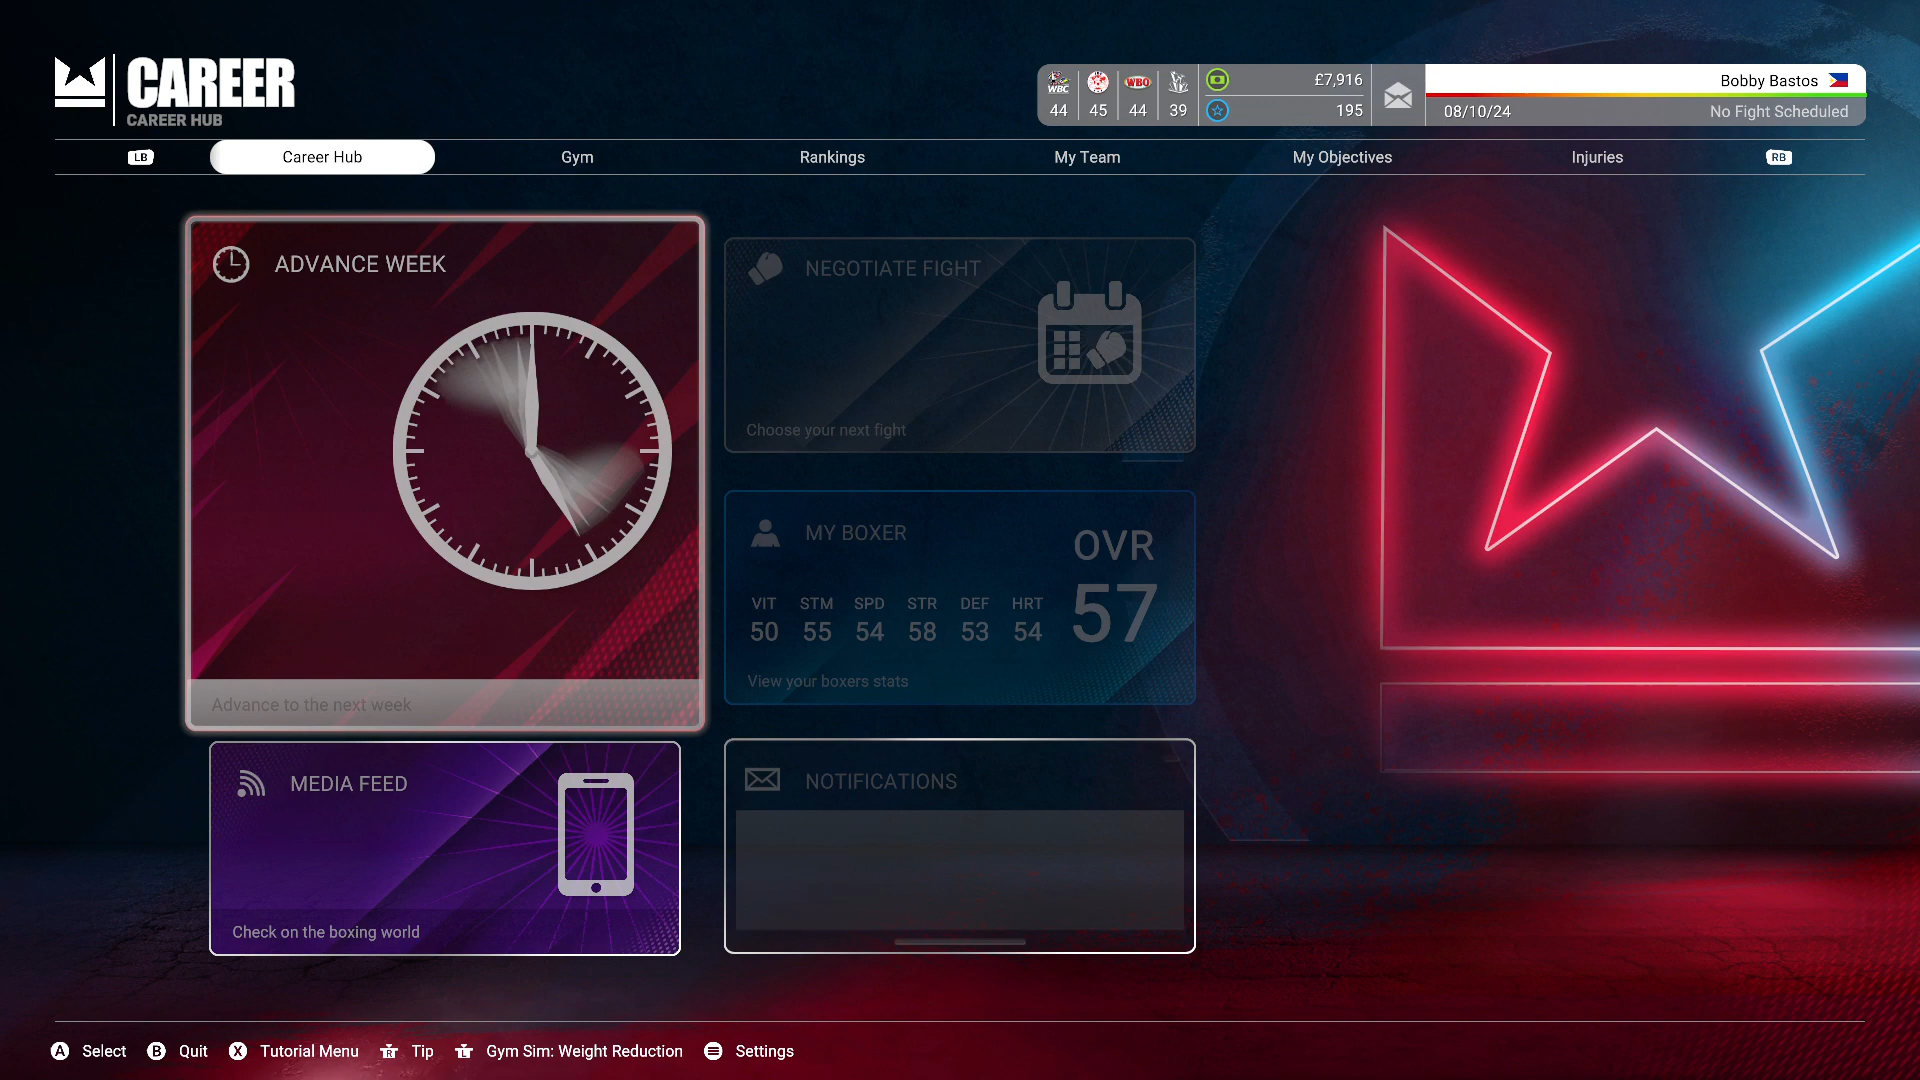 CAREER
CAREER HUB
WBC
WBO
44
45
44
39
£7,916
195
Bobby Bastos
08/10/24
No Fight Scheduled
LB
Career Hub
Gym
Rankings
My Team
My Objectives
Injuries
RB
ADVANCE WEEK
Advance to the next week
NEGOTIATE FIGHT
Choose your next fight
MY BOXER
OVR
57
VIT STM SPD STR DEF HRT
50 55 54 58 53 54
View your boxers stats
MEDIA FEED
Check on the boxing world
NOTIFICATIONS
A Select
B Quit
X Tutorial Menu
R Tip
L Gym Sim: Weight Reduction
Settings